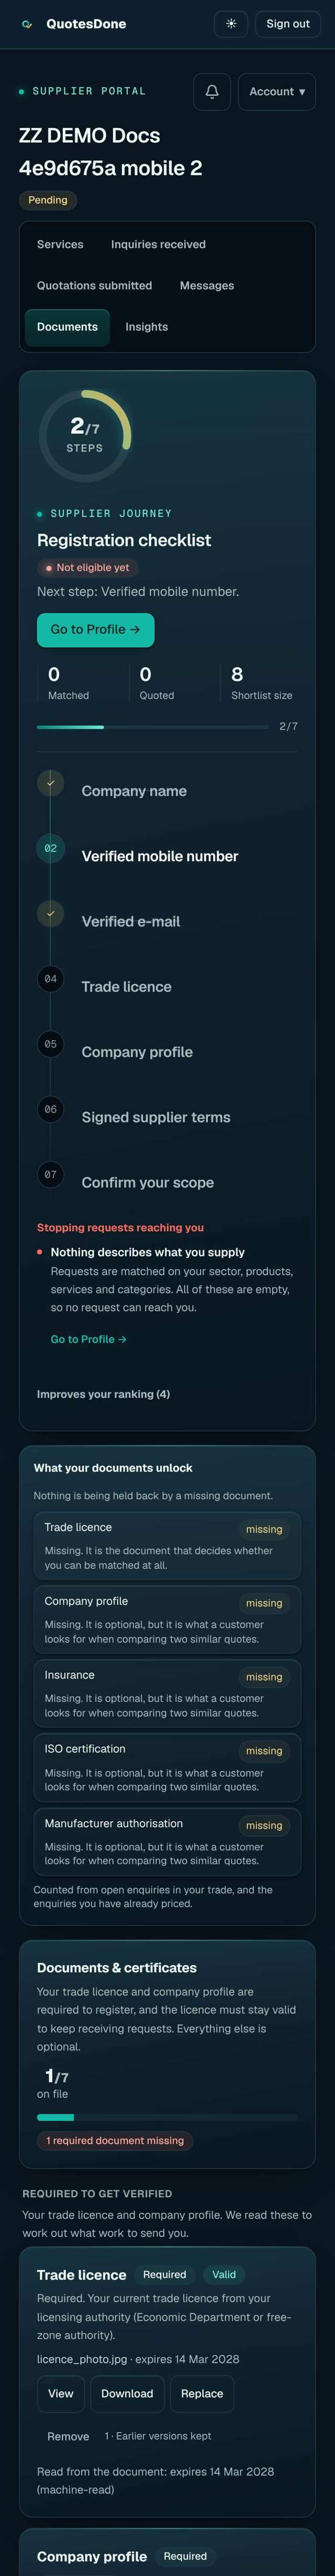 QuotesDone
Sign out
SUPPLIER PORTAL
Account ▾
ZZ DEMO Docs
4e9d675a mobile 2
Pending
Services
Inquiries received
Quotations submitted
Messages
Documents
Insights
2/7
STEPS
SUPPLIER JOURNEY
Registration checklist
Not eligible yet
Next step: Verified mobile number.
Go to Profile →
0
0
8
Matched
Quoted
Shortlist size
2/7
Company name
02
Verified mobile number
Verified e-mail
04
Trade licence
05
Company profile
06
Signed supplier terms
07
Confirm your scope
Stopping requests reaching you
Nothing describes what you supply
Requests are matched on your sector, products,
services and categories. All of these are empty,
so no request can reach you.
Go to Profile →
Improves your ranking (4)
What your documents unlock
Nothing is being held back by a missing document.
Trade licence
missing
Missing. It is the document that decides whether
you can be matched at all.
Company profile
missing
Missing. It is optional, but it is what a customer
looks for when comparing two similar quotes.
Insurance
missing
Missing. It is optional, but it is what a customer
looks for when comparing two similar quotes.
ISO certification
missing
Missing. It is optional, but it is what a customer
looks for when comparing two similar quotes.
Manufacturer authorisation
missing
Missing. It is optional, but it is what a customer
looks for when comparing two similar quotes.
Counted from open enquiries in your trade, and the
enquiries you have already priced.
Documents & certificates
Your trade licence and company profile are
required to register, and the licence must stay valid
to keep receiving requests. Everything else is
optional.
1/7
on file
1 required document missing
REQUIRED TO GET VERIFIED
Your trade licence and company profile. We read these to
work out what work to send you.
Trade licence
Required
Valid
Required. Your current trade licence from your
licensing authority (Economic Department or free-
zone authority).
licence_photo.jpg · expires 14 Mar 2028
View
Download
Replace
Remove
1 · Earlier versions kept
Read from the document: expires 14 Mar 2028
(machine-read)
Company profile
Required